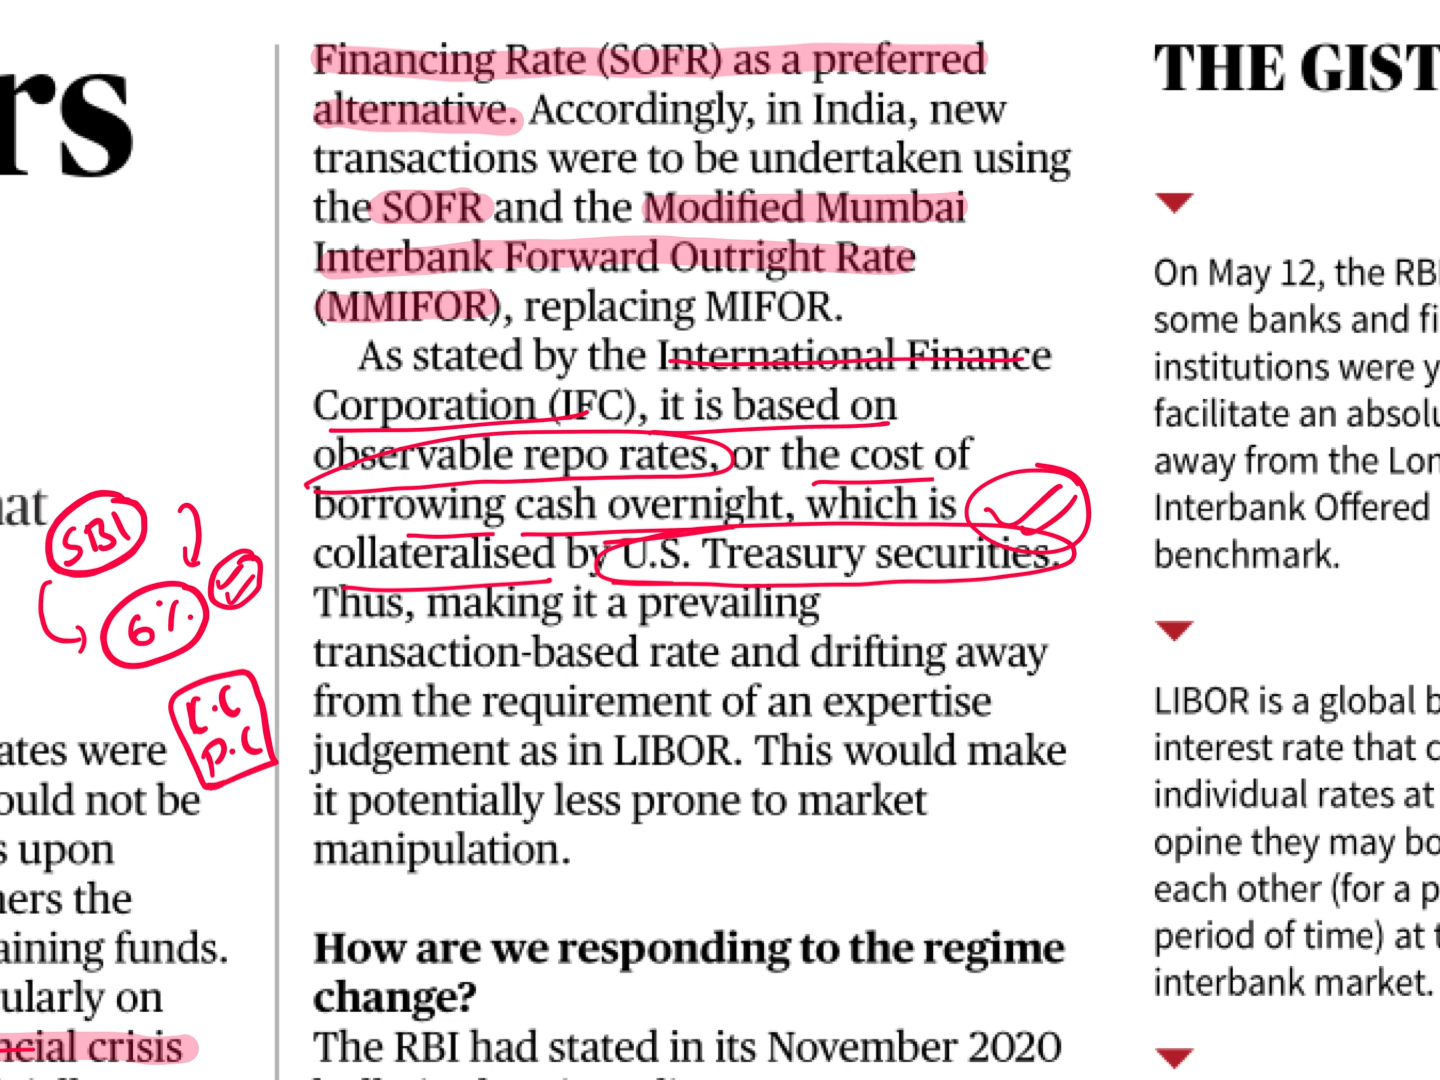 rs
hat
SBI
6%
ates were
ould not be
s upon
ners the
aining funds.
ularly on
ncial crisis
Financing Rate (SOFR) as a preferred
alternative. Accordingly, in India, new
transactions were to be undertaken using
the SOFR and the Modified Mumbai
Interbank Forward Outright Rate
(MMIFOR), replacing MIFOR.
As stated by the International Finance
Corporation (IFC), it is based on
observable repo rates, or the cost of
borrowing cash overnight, which is
collateralised by U.S. Treasury securities.
Thus, making it a prevailing
transaction-based rate and drifting away
from the requirement of an expertise
judgement as in LIBOR. This would make
it potentially less prone to market
manipulation.
How are we responding to the regime
change?
The RBI had stated in its November 2020
THE GIST
On May 12, the RBI
some banks and fi
institutions were y
facilitate an absolu
away from the Lon
Interbank Offered
benchmark.
LIBOR is a global b
interest rate that c
individual rates at
opine they may bo
each other (for a p
period of time) at t
interbank market.